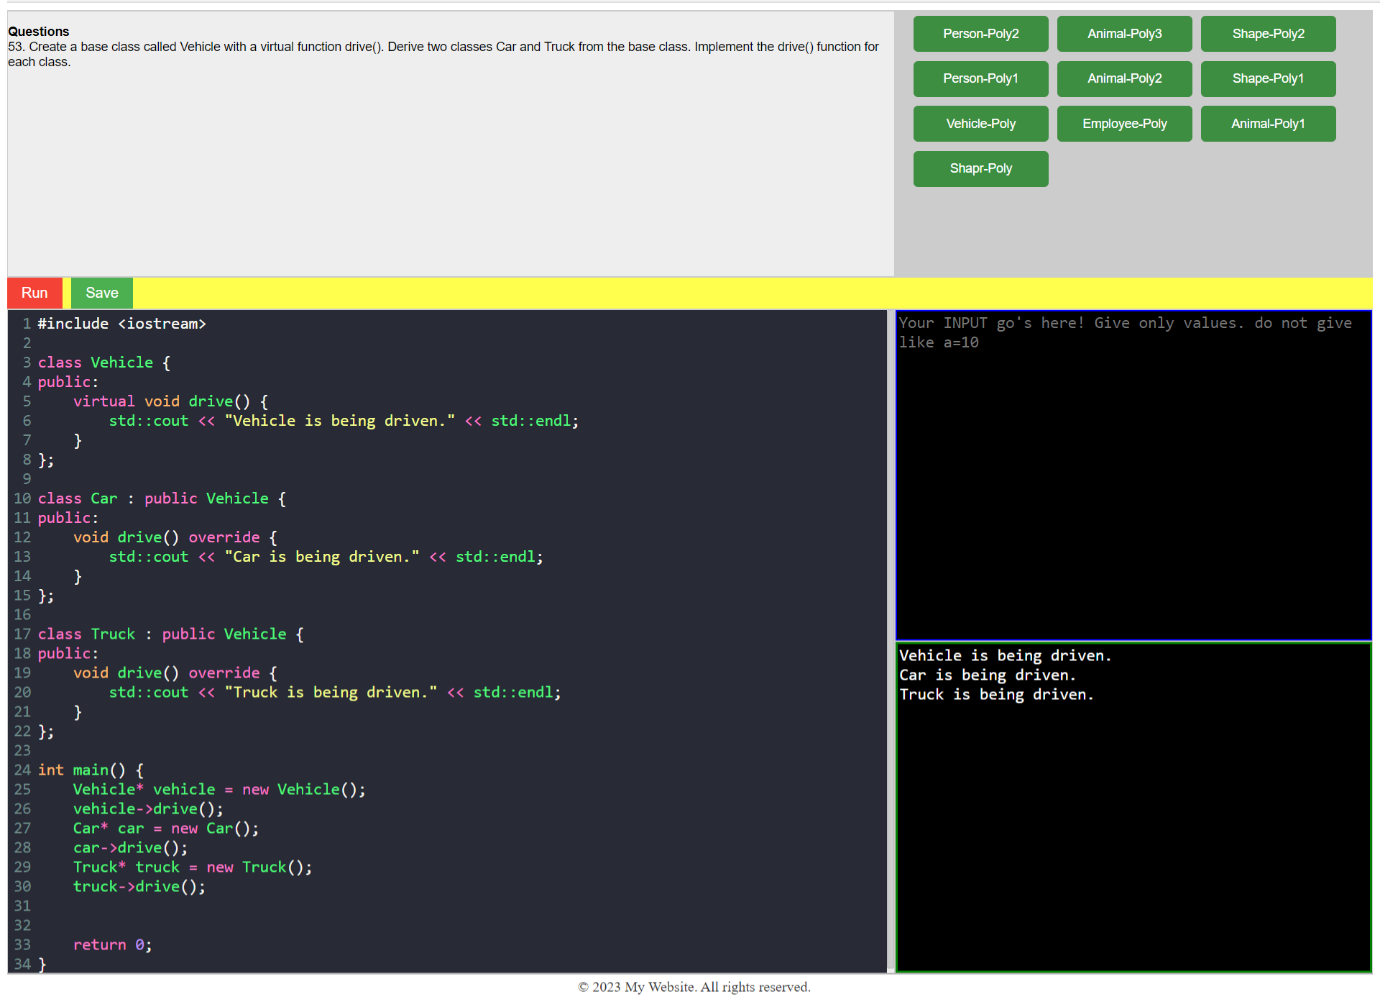 Questions
53. Create a base class called Vehicle with a virtual function drive(). Derive two classes Car and Truck from the base class. Implement the drive() function for
each class.
Person-Poly2
Animal-Poly3
Shape-Poly2
Person-Poly1
Animal-Poly2
Shape-Poly1
Vehicle-Poly
Employee-Poly
Animal-Poly1
Shapr-Poly
Run
Save
1 #include <iostream>
2
3 class Vehicle {
4 public:
5     virtual void drive() {
6         std::cout << "Vehicle is being driven." << std::endl;
7     }
8 };
9
10 class Car : public Vehicle {
11 public:
12     void drive() override {
13         std::cout << "Car is being driven." << std::endl;
14     }
15 };
16
17 class Truck : public Vehicle {
18 public:
19     void drive() override {
20         std::cout << "Truck is being driven." << std::endl;
21     }
22 };
23
24 int main() {
25     Vehicle* vehicle = new Vehicle();
26     vehicle->drive();
27     Car* car = new Car();
28     car->drive();
29     Truck* truck = new Truck();
30     truck->drive();
31
32
33     return 0;
34 }
Your INPUT go's here! Give only values. do not give
like a=10
Vehicle is being driven.
Car is being driven.
Truck is being driven.
© 2023 My Website. All rights reserved.